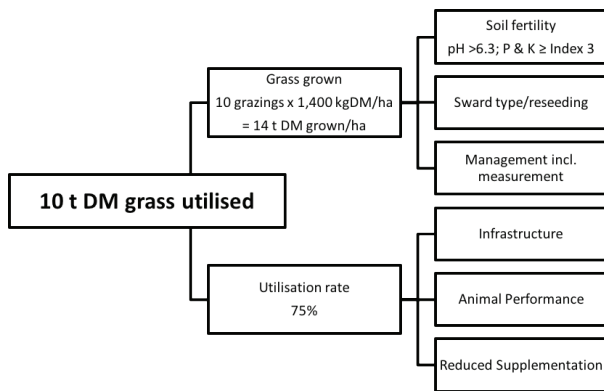 10 t DM grass utilised
Grass grown
10 grazings x 1,400 kgDM/ha
= 14 t DM grown/ha
Soil fertility
pH >6.3; P & K ≥ Index 3
Sward type/reseeding
Management incl.
measurement
Utilisation rate
75%
Infrastructure
Animal Performance
Reduced Supplementation